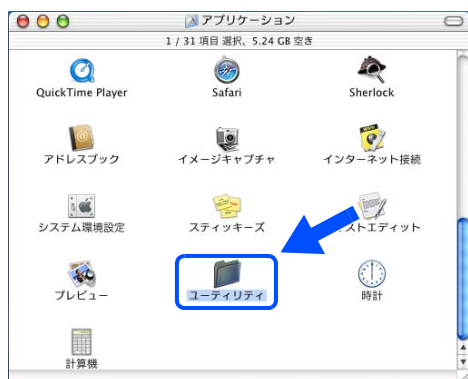 アプリケーション
1 / 31 項目 選択、5.24 GB 空き
QuickTime Player
Safari
Sherlock
アドレスブック
イメージキャプチャ
インターネット接続
システム環境設定
スティッキーズ
ストエディット
プレビュー
ユーティリティ
時計
計算機